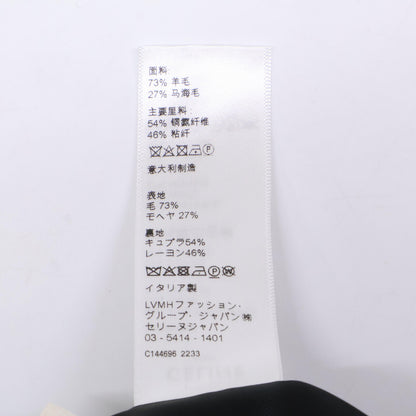 面料
73% 羊毛
27% 马海毛
主要里料
54% 铜氨纤维
46% 粘纤
意大利制造
表地
毛 73%
モヘヤ 27%
裏地
キュプラ54%
レーヨン46%
イタリア製
LVMHファッション・
グループ・ジャパン㈱
セリーヌジャパン
03 - 5414 - 1401
C144696 2233
CELINE